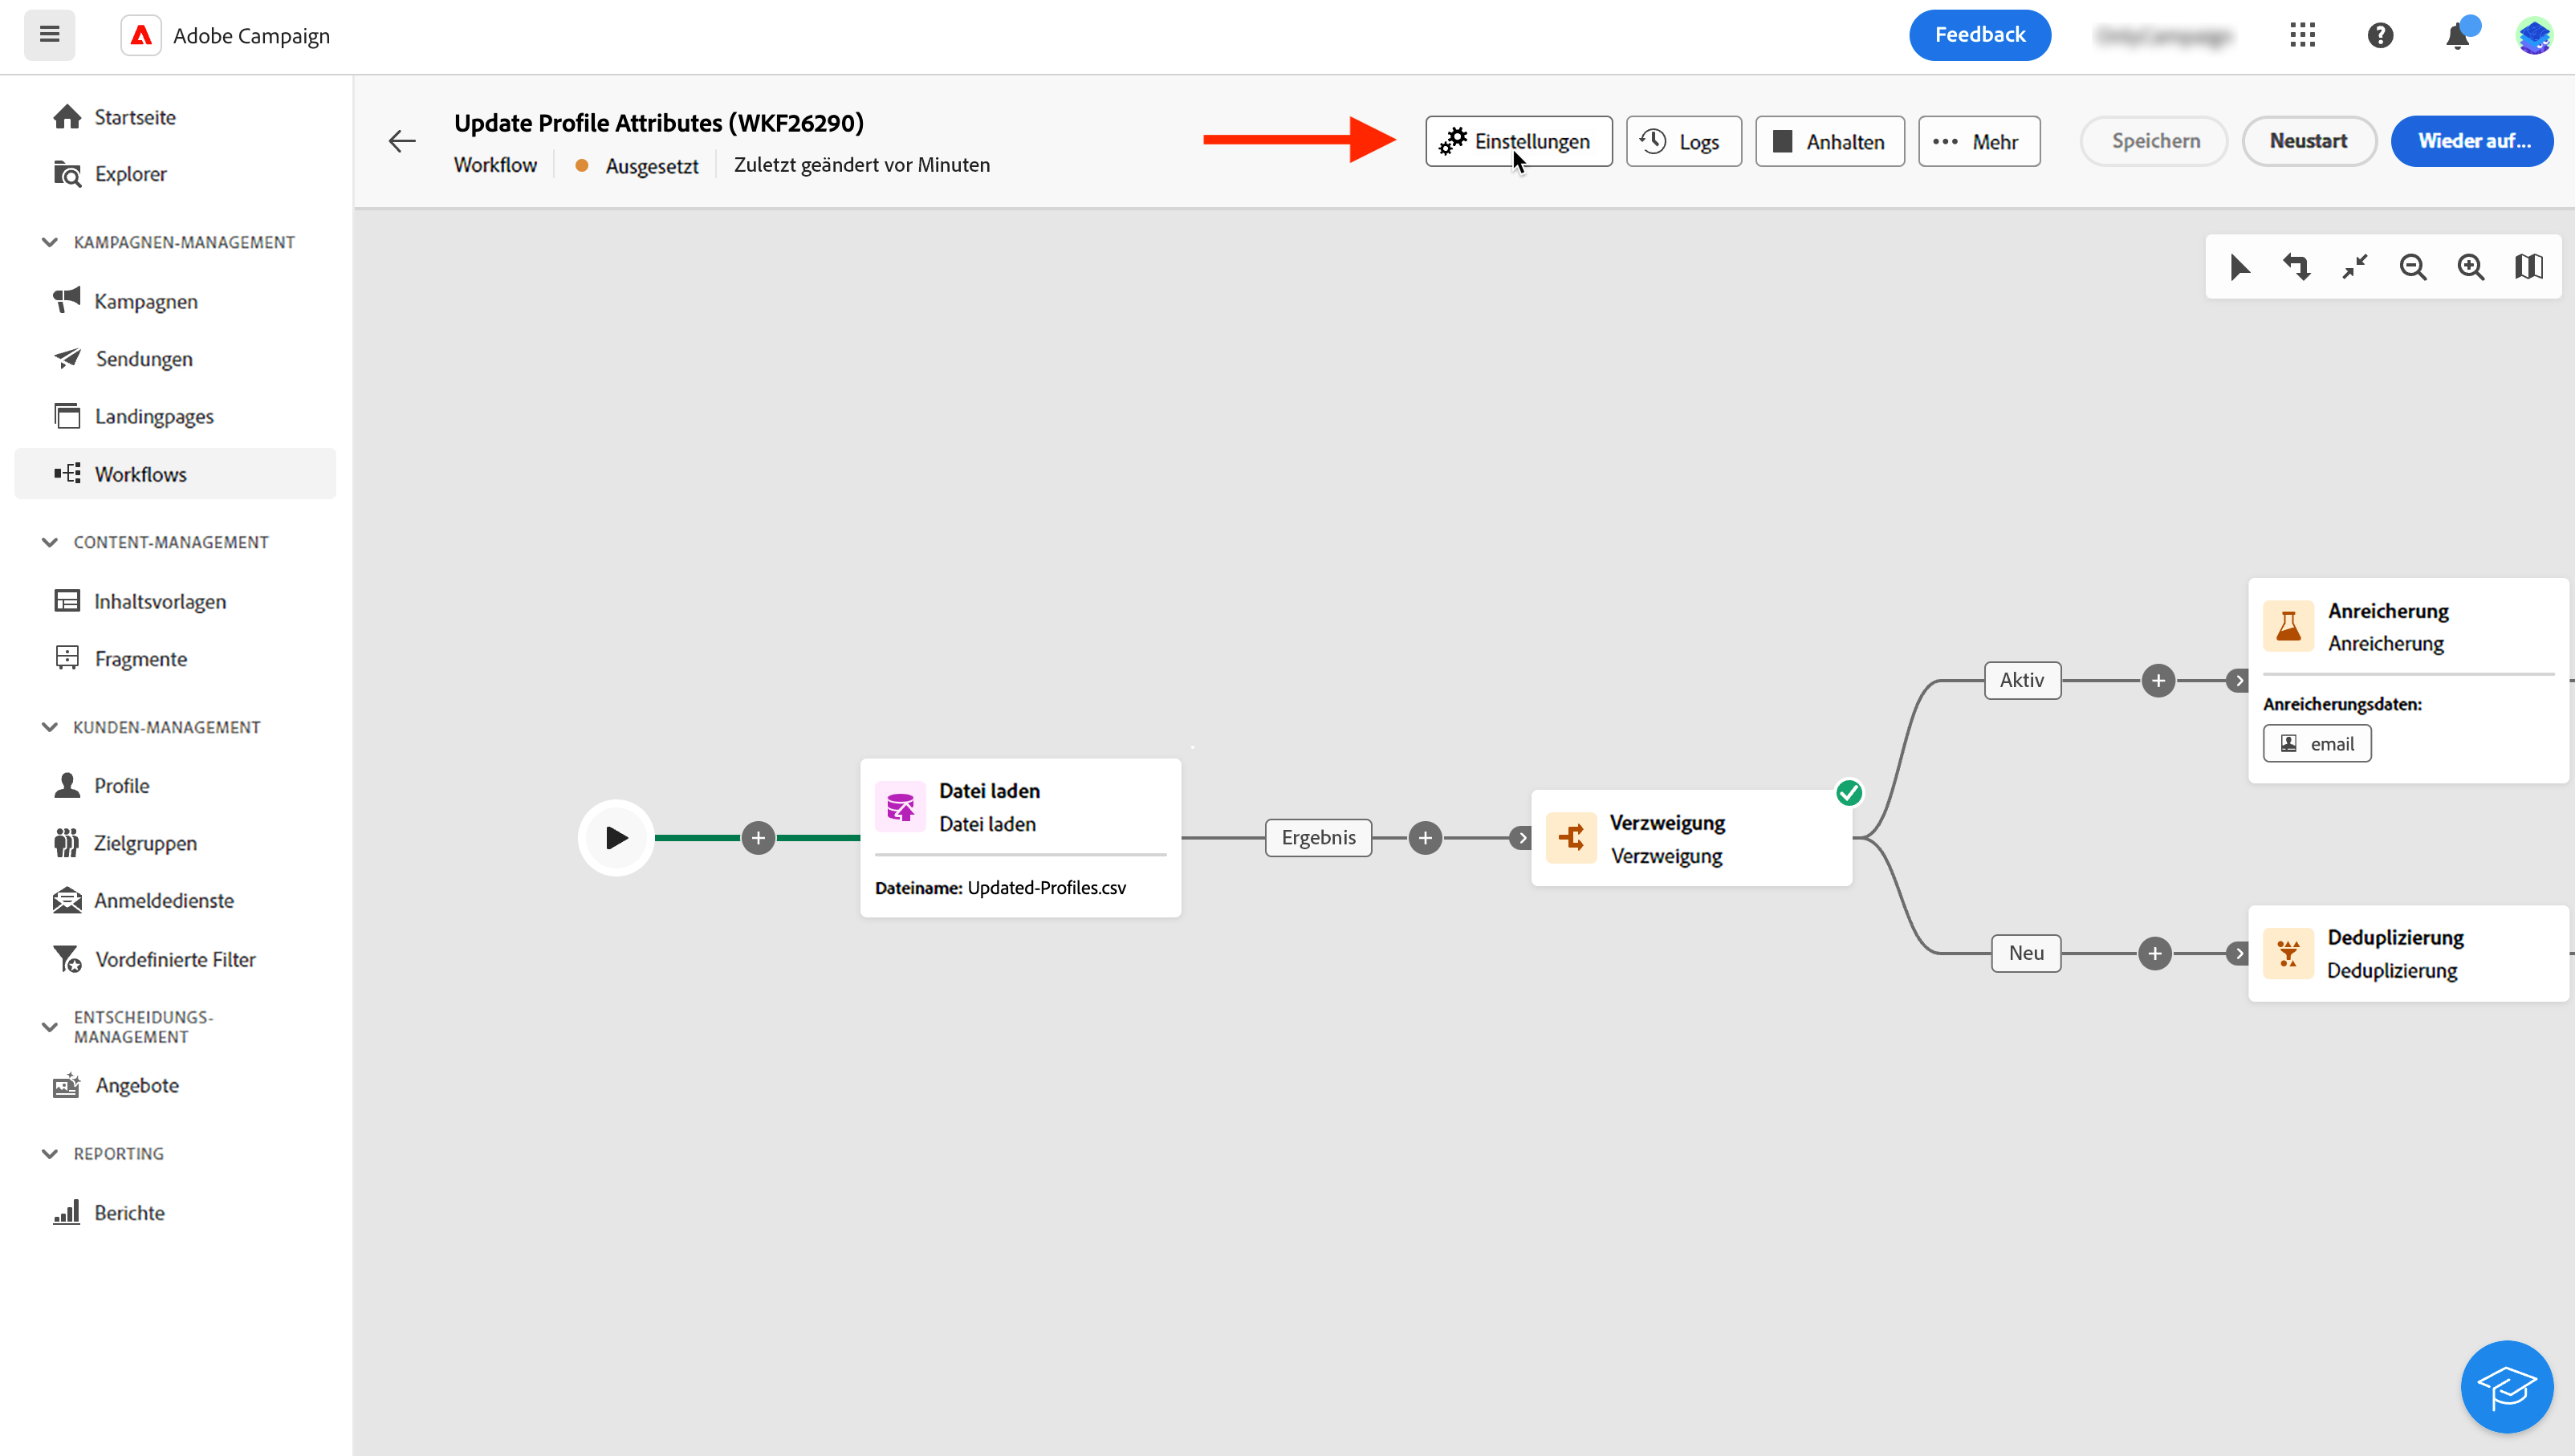 Adobe Campaign
Feedback
Startseite
Explorer
KAMPAGNEN-MANAGEMENT
Kampagnen
Sendungen
Landingpages
Workflows
CONTENT-MANAGEMENT
Inhaltsvorlagen
Fragmente
KUNDEN-MANAGEMENT
Profile
Zielgruppen
Anmeldedienste
Vordefinierte Filter
ENTSCHEIDUNGS-
MANAGEMENT
Angebote
REPORTING
Berichte
Update Profile Attributes (WKF26290)
Workflow
Ausgesetzt
Zuletzt geändert vor Minuten
Einstellungen
Logs
Anhalten
Mehr
Speichern
Neustart
Wieder auf...
Datei laden
Datei laden
Dateiname: Updated-Profiles.csv
Ergebnis
Verzweigung
Verzweigung
Aktiv
Neu
Anreicherung
Anreicherung
Anreicherungsdaten:
email
Deduplizierung
Deduplizierung